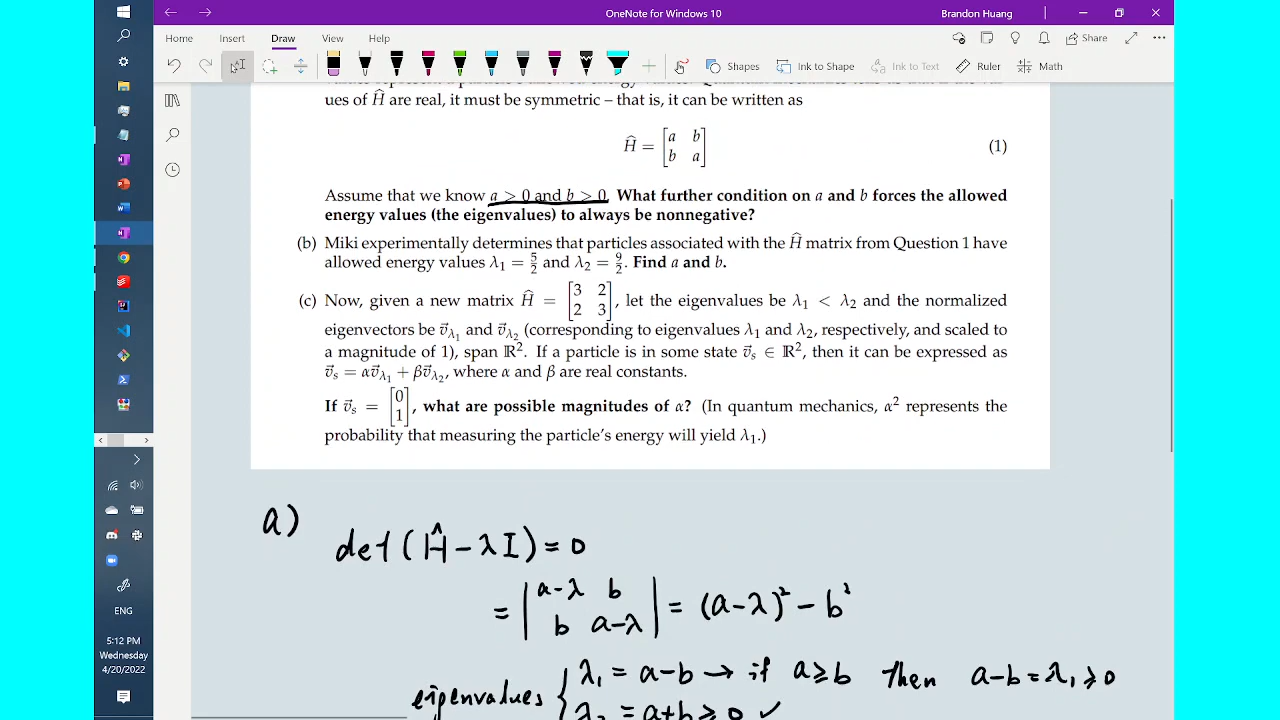 OneNote for Windows 10
Brandon Huang
Home Insert Draw View Help
Share
Shapes Ink to Shape Ink to Text Ruler Math
ues of Ĥ are real, it must be symmetric – that is, it can be written as
Ĥ = [a b
b a] (1)
Assume that we know a > 0 and b > 0. What further condition on a and b forces the allowed
energy values (the eigenvalues) to always be nonnegative?
(b) Miki experimentally determines that particles associated with the Ĥ matrix from Question 1 have
allowed energy values λ₁ = 5/2 and λ₂ = 9/2. Find a and b.
(c) Now, given a new matrix Ĥ = [3 2; 2 3], let the eigenvalues be λ₁ < λ₂ and the normalized
eigenvectors be v⃗_λ₁ and v⃗_λ₂ (corresponding to eigenvalues λ₁ and λ₂, respectively, and scaled to
a magnitude of 1), span ℝ². If a particle is in some state v⃗ₛ ∈ ℝ², then it can be expressed as
v⃗ₛ = αv⃗_λ₁ + βv⃗_λ₂, where α and β are real constants.
If v⃗ₛ = [0; 1], what are possible magnitudes of α? (In quantum mechanics, α² represents the
probability that measuring the particle's energy will yield λ₁.)
a)
det(Ĥ - λI) = 0
= |a-λ b
b a-λ| = (a-λ)² - b²
eigenvalues { λ₁ = a-b → if a ≥ b then a-b = λ₁ ≥ 0
λ₂ = a+b ≥ 0 ✓
ENG
5:12 PM
Wednesday
4/20/2022